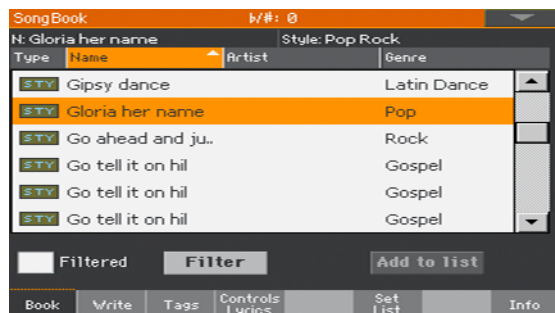 SongBook b/#: 0
N: Gloria her name Style: Pop Rock
Type Name Artist Genre
STY Gipsy dance Latin Dance
STY Gloria her name Pop
STY Go ahead and ju.. Rock
STY Go tell it on hil Gospel
STY Go tell it on hil Gospel
STY Go tell it on hil Gospel
Filtered Filter Add to list
Book Write Tags Controls Lyrics Set List Info